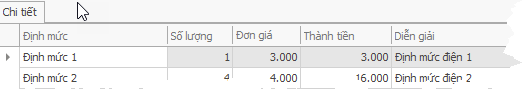 Chi tiết
Định mức Số lượng Đơn giá Thành tiền Diễn giải
Định mức 1 1 3.000 3.000 Định mức điện 1
Định mức 2 4 4.000 16.000 Định mức điện 2